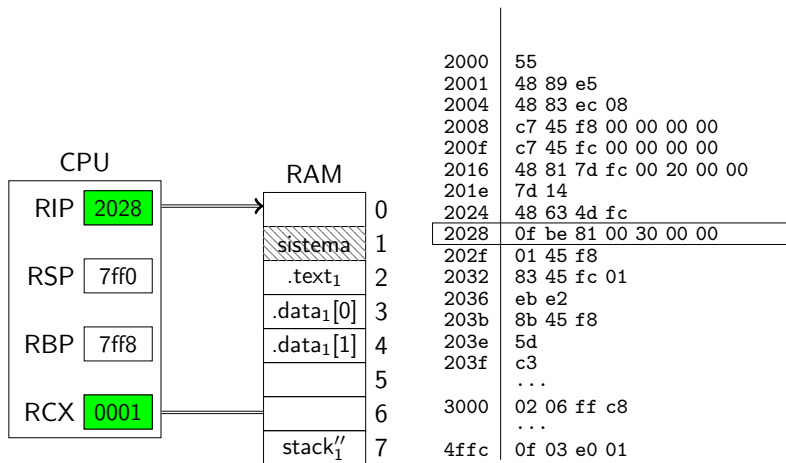 CPU
RIP 2028
RSP 7ff0
RBP 7ff8
RCX 0001
RAM
0
sistema 1
.text₁ 2
.data₁[0] 3
.data₁[1] 4
5
6
stack₁′′ 7
2000 55
2001 48 89 e5
2004 48 83 ec 08
2008 c7 45 f8 00 00 00 00
200f c7 45 fc 00 00 00 00
2016 48 81 7d fc 00 20 00 00
201e 7d 14
2024 48 63 4d fc
2028 0f be 81 00 30 00 00
202f 01 45 f8
2032 83 45 fc 01
2036 eb e2
203b 8b 45 f8
203e 5d
203f c3
...
3000 02 06 ff c8
...
4ffc 0f 03 e0 01